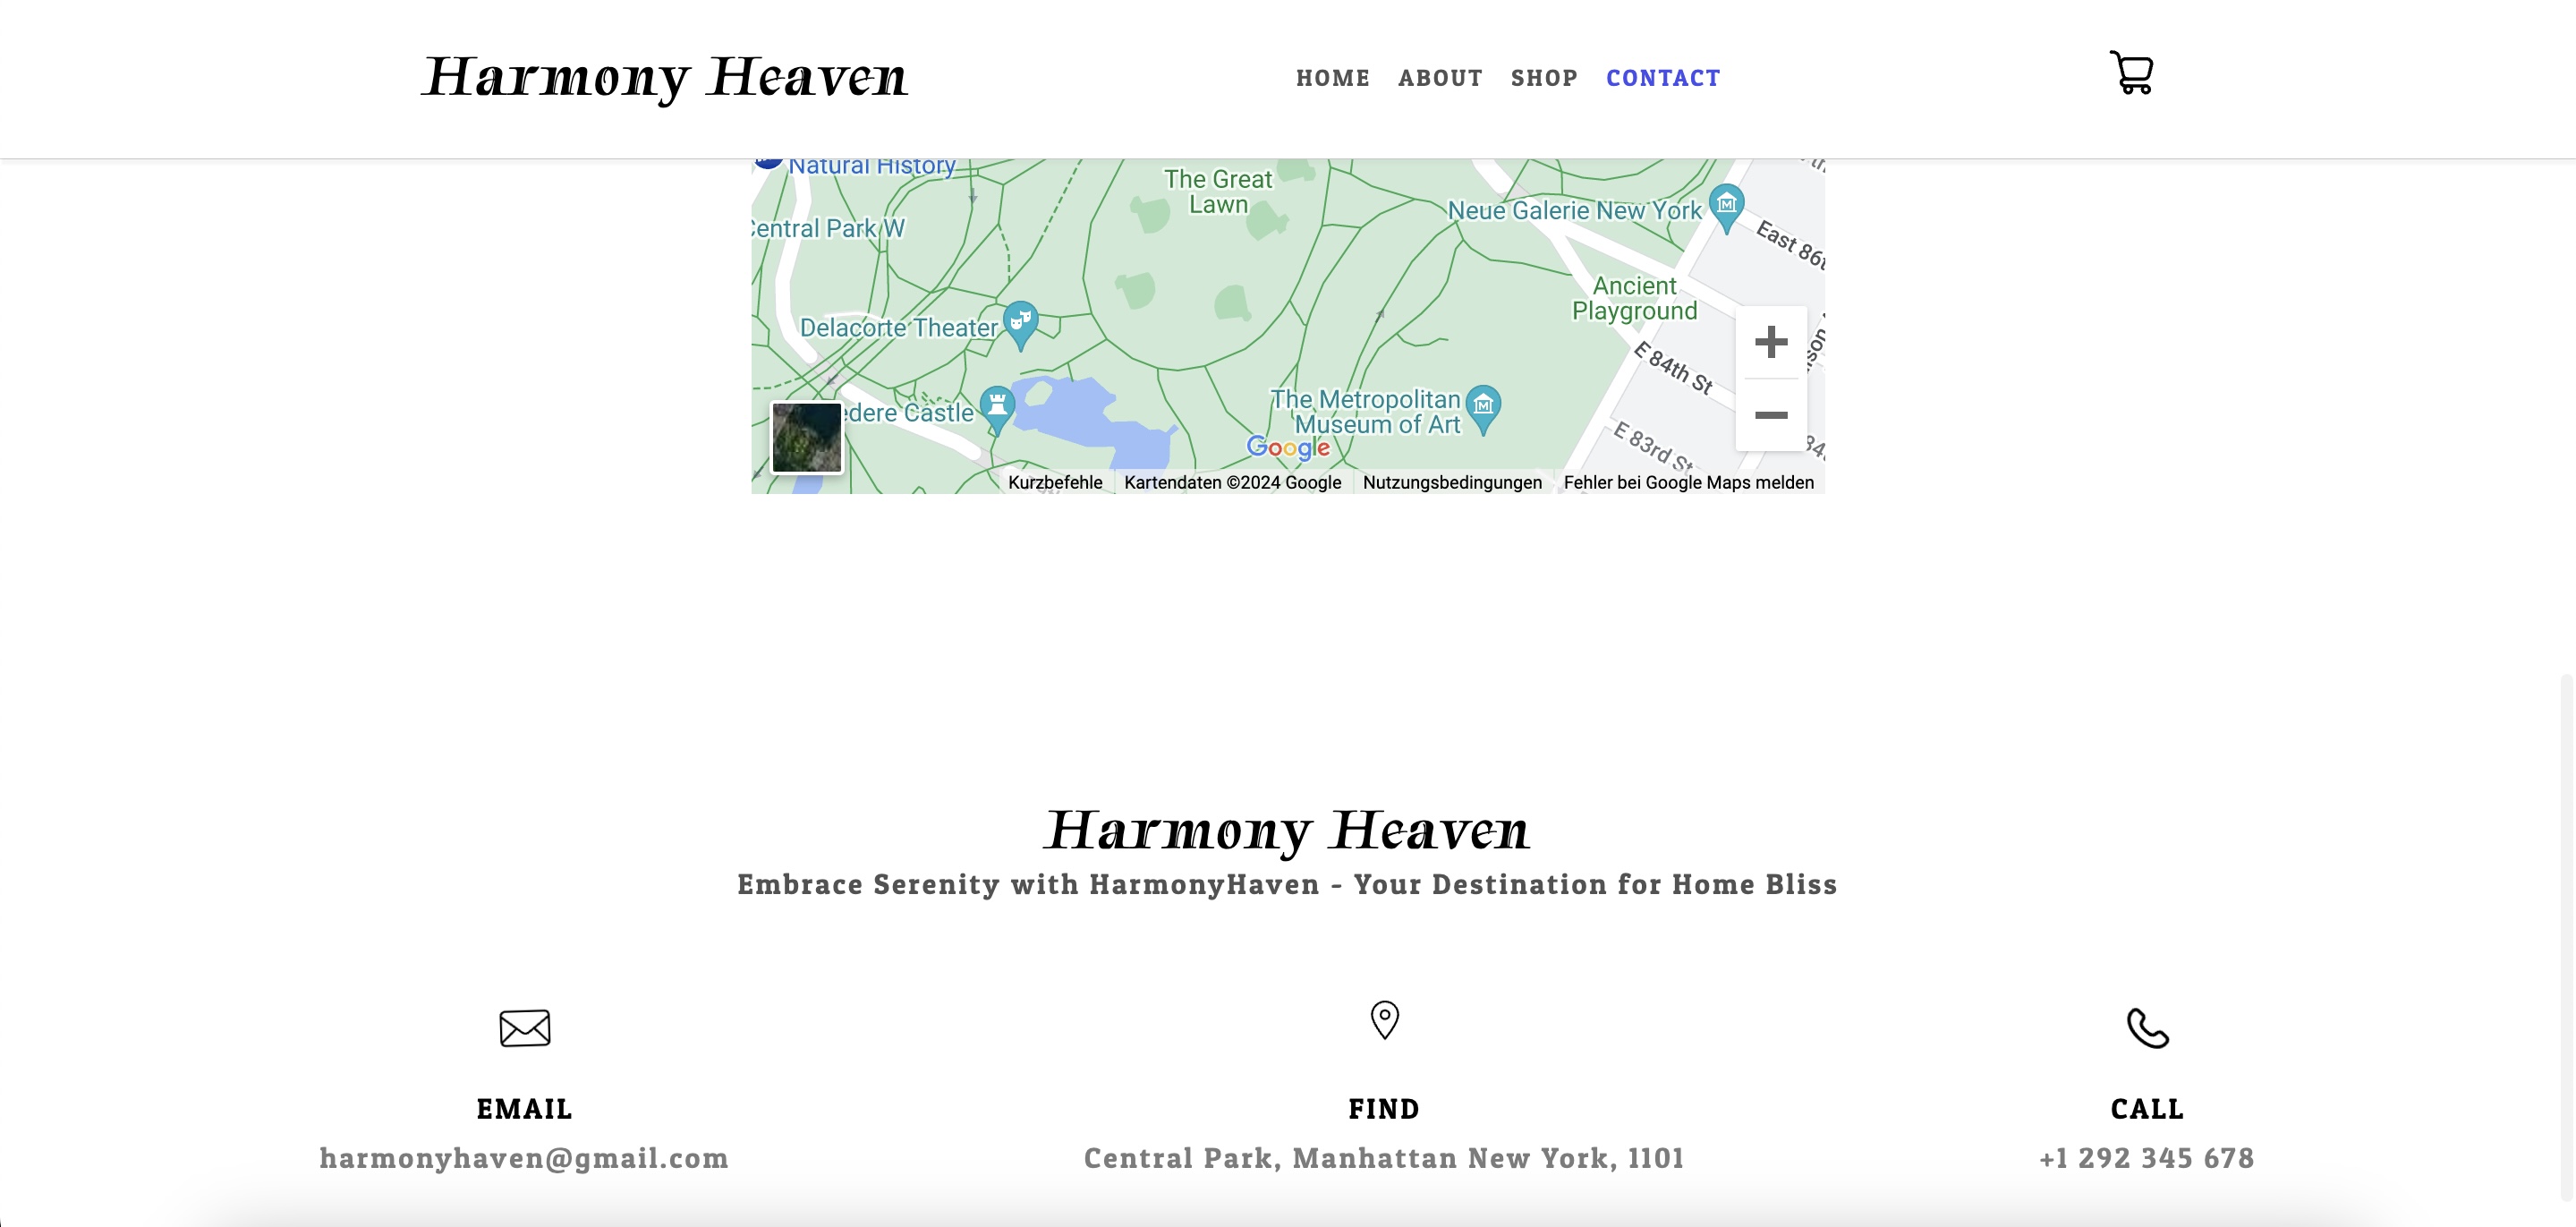 Harmony Heaven
HOME ABOUT SHOP CONTACT
Natural History
The Great
Lawn
Neue Galerie New York
Central Park W
East 86t
Ancient
Playground
Delacorte Theater
E 84th St
edere Castle
The Metropolitan
Museum of Art
E 83rd St
Google
Kurzbefehle Kartendaten ©2024 Google Nutzungsbedingungen Fehler bei Google Maps melden
Harmony Heaven
Embrace Serenity with HarmonyHaven - Your Destination for Home Bliss
EMAIL
harmonyhaven@gmail.com
FIND
Central Park, Manhattan New York, 1101
CALL
+1 292 345 678